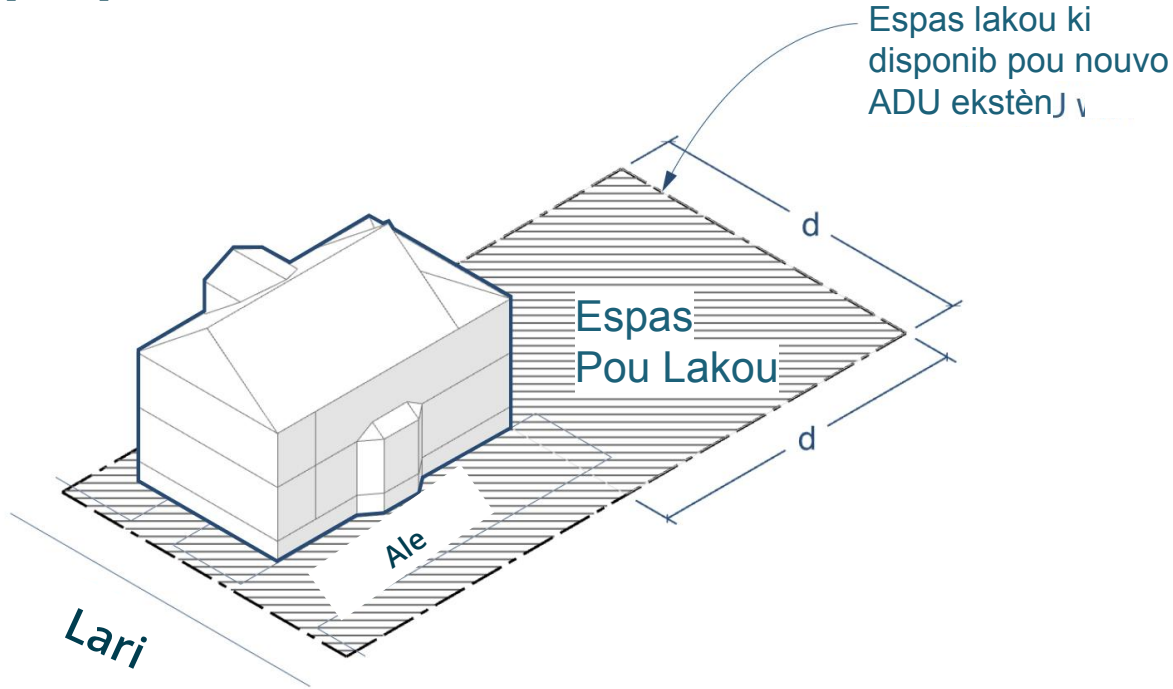 Espas lakou ki
disponib pou nouvo
ADU ekstèn
d
Espas
Pou Lakou
d
Ale
Lari